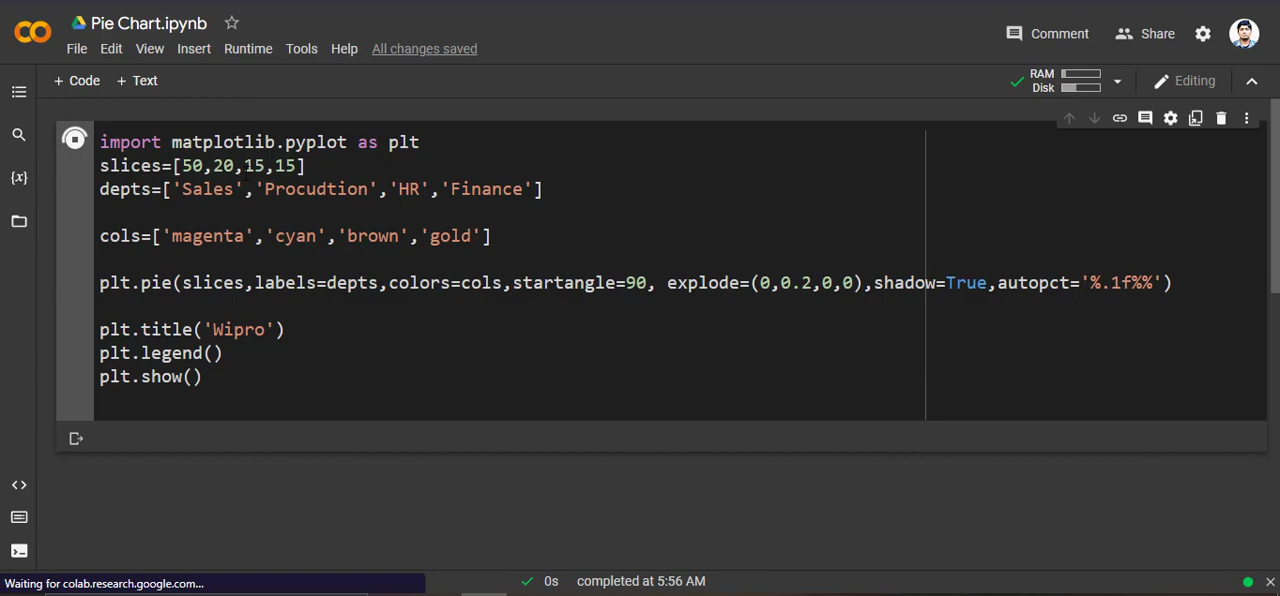 Pie Chart.ipynb
File Edit View Insert Runtime Tools Help All changes saved
Comment Share
+ Code + Text
RAM
Disk
Editing
import matplotlib.pyplot as plt
slices=[50,20,15,15]
depts=['Sales','Procudtion','HR','Finance']
cols=['magenta','cyan','brown','gold']
plt.pie(slices,labels=depts,colors=cols,startangle=90, explode=(0,0.2,0,0),shadow=True,autopct='%.1f%%')
plt.title('Wipro')
plt.legend()
plt.show()
{x}
Waiting for colab.research.google.com...
0s completed at 5:56 AM